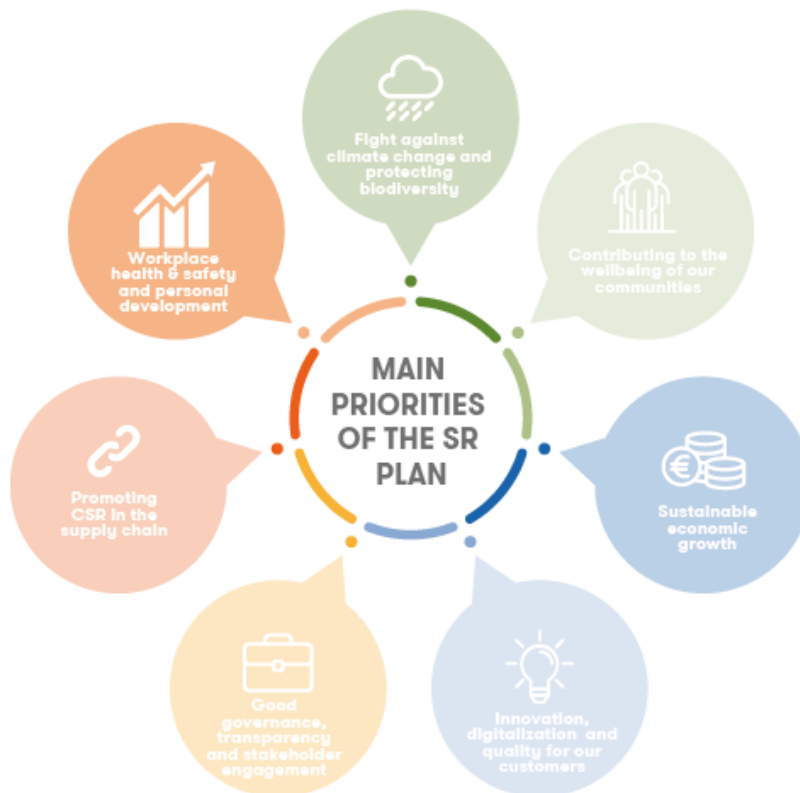 MAIN
PRIORITIES
OF THE SR
PLAN
Fight against
climate change and
protecting
biodiversity
Contributing to the
wellbeing of our
communities
€
Sustainable
economic
growth
Innovation,
digitalization and
quality for our
customers
Good
governance,
transparency
and stakeholder
engagement
Promoting
CSR in the
supply chain
Workplace
health & safety
and personal
development